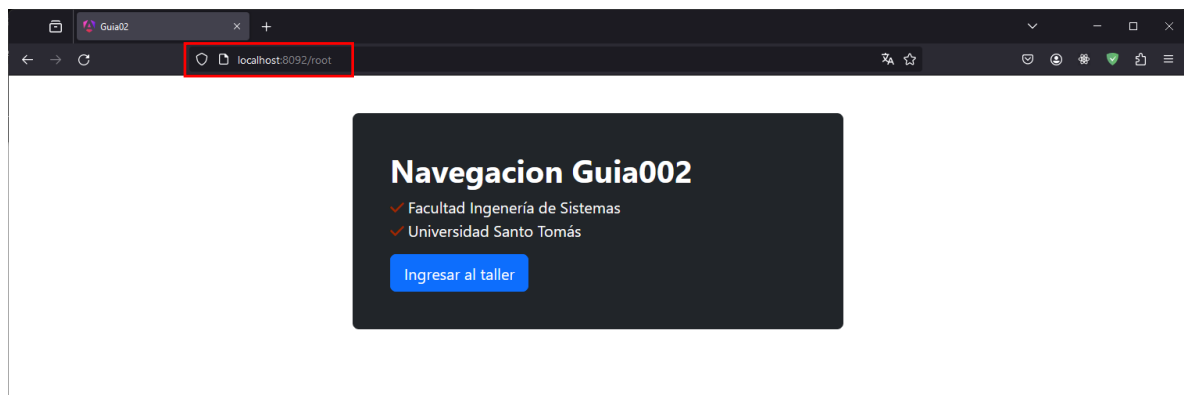 Guia02
localhost:8092/root
Navegacion Guia002
Facultad Ingenería de Sistemas
Universidad Santo Tomás
Ingresar al taller